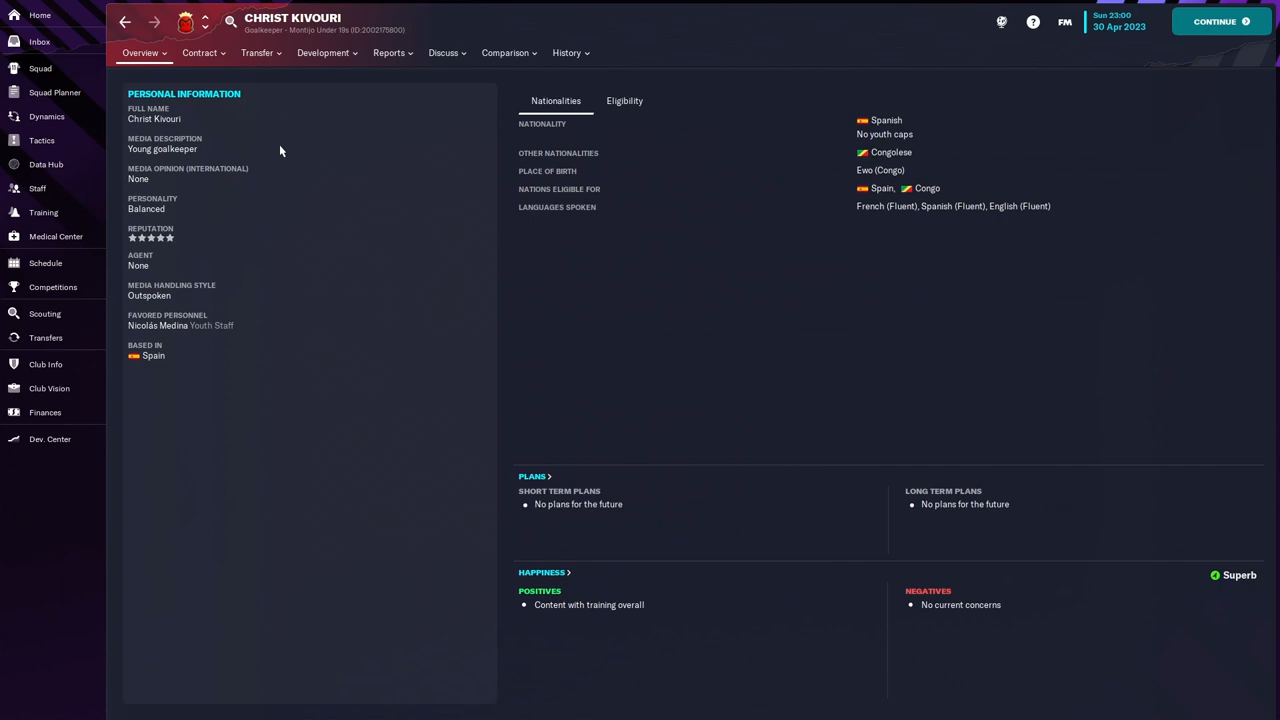 Home
Inbox
Squad
Squad Planner
Dynamics
Tactics
Data Hub
Staff
Training
Medical Center
Schedule
Competitions
Scouting
Transfers
Club Info
Club Vision
Finances
Dev. Center
CHRIST KIVOURI
Goalkeeper - Montijo Under 19s (ID:2002175800)
? FM
Sun 23:00
30 Apr 2023
CONTINUE
Overview Contract Transfer Development Reports Discuss Comparison History
PERSONAL INFORMATION
FULL NAME
Christ Kivouri
MEDIA DESCRIPTION
Young goalkeeper
MEDIA OPINION (INTERNATIONAL)
None
PERSONALITY
Balanced
REPUTATION
AGENT
None
MEDIA HANDLING STYLE
Outspoken
FAVORED PERSONNEL
Nicolás Medina Youth Staff
BASED IN
Spain
Nationalities Eligibility
NATIONALITY Spanish
No youth caps
OTHER NATIONALITIES Congolese
PLACE OF BIRTH Ewo (Congo)
NATIONS ELIGIBLE FOR Spain, Congo
LANGUAGES SPOKEN French (Fluent), Spanish (Fluent), English (Fluent)
PLANS
SHORT TERM PLANS
No plans for the future
LONG TERM PLANS
No plans for the future
HAPPINESS
Superb
POSITIVES
Content with training overall
NEGATIVES
No current concerns